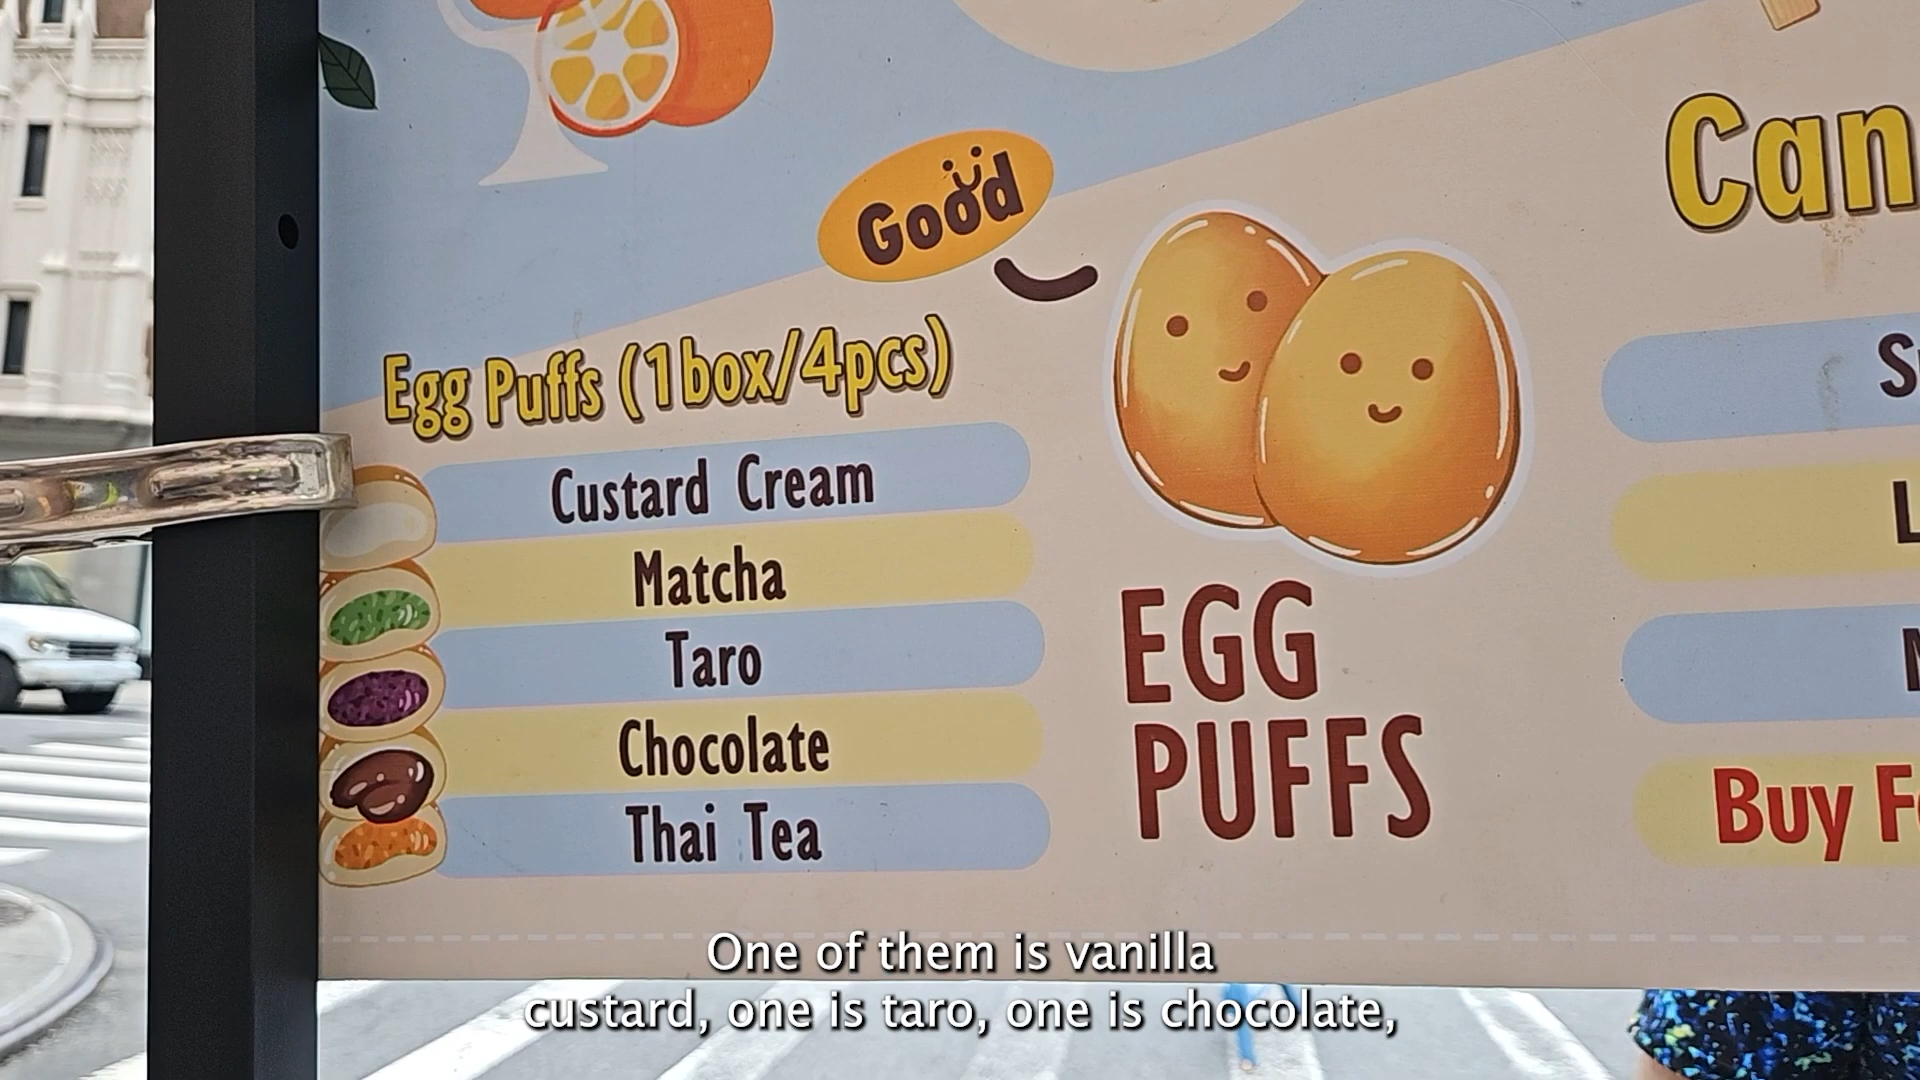 Good
Egg Puffs (1box/4pcs)
Custard Cream
Matcha
Taro
Chocolate
Thai Tea
EGG
PUFFS
Can
Buy
One of them is vanilla
custard, one is taro, one is chocolate,